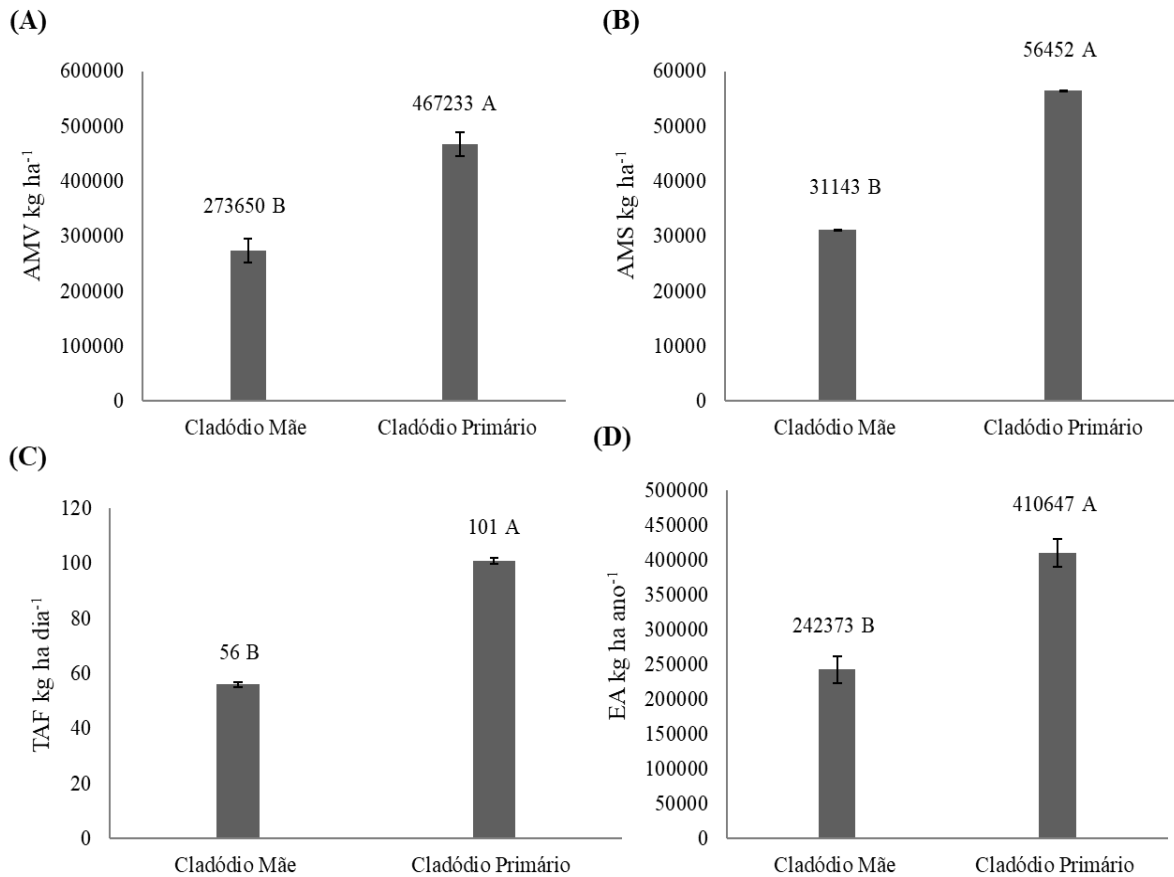 (A)
AMV kg ha⁻¹
600000
500000
400000
300000
200000
100000
0
273650 B
467233 A
Cladódio Mãe
Cladódio Primário
(B)
AMS kg ha⁻¹
60000
50000
40000
30000
20000
10000
0
31143 B
56452 A
Cladódio Mãe
Cladódio Primário
(C)
TAF kg ha dia⁻¹
120
100
80
60
40
20
0
56 B
101 A
Cladódio Mãe
Cladódio Primário
(D)
EA kg ha ano⁻¹
500000
450000
400000
350000
300000
250000
200000
150000
100000
50000
0
242373 B
410647 A
Cladódio Mãe
Cladódio Primário